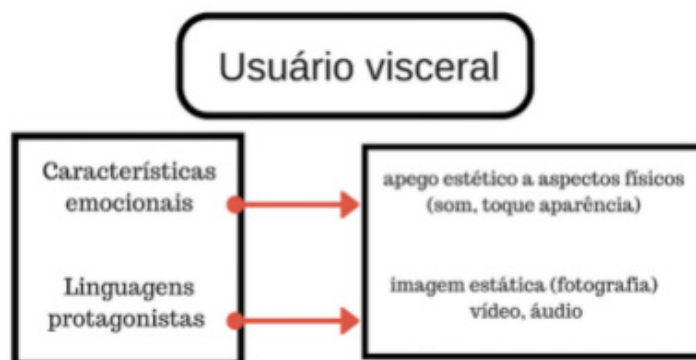 Usuário visceral
Características
emocionais
apego estético a aspectos físicos
(som, toque aparência)
Linguagens
protagonistas
imagem estática (fotografia)
vídeo, áudio